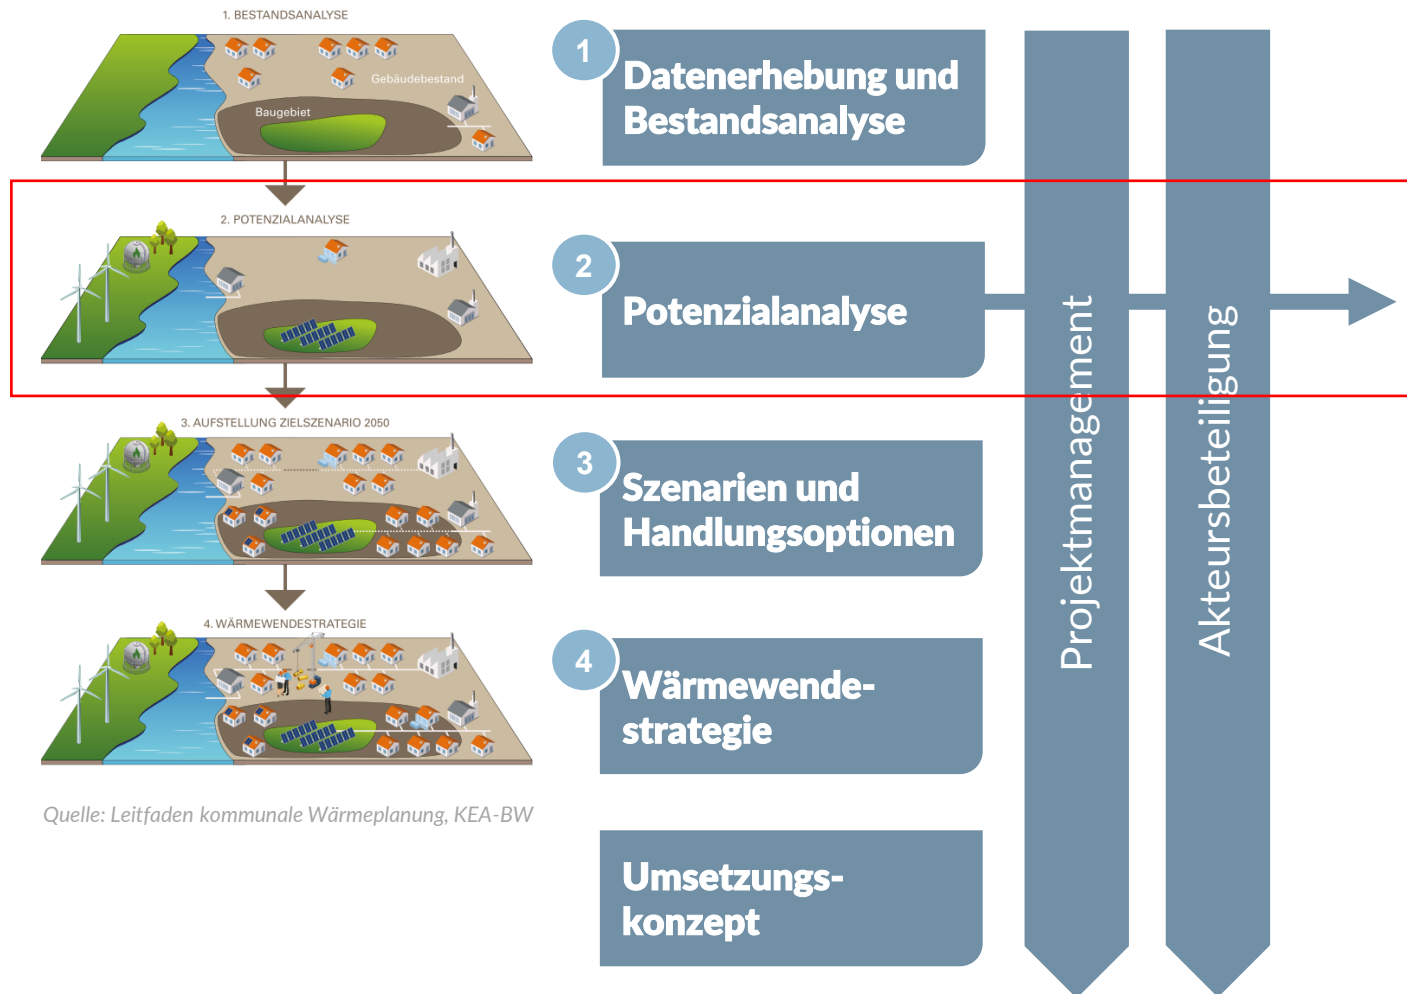 1. BESTANDSANALYSE
Gebäudebestand
Baugebiet
1
Datenerhebung und
Bestandsanalyse
2. POTENZIALANALYSE
2
Potenzialanalyse
3. AUFSTELLUNG ZIELSZENARIO 2050
3
Szenarien und
Handlungsoptionen
4. WÄRMEWENDESTRATEGIE
4
Wärmewende-
strategie
Quelle: Leitfaden kommunale Wärmeplanung, KEA-BW
Umsetzungs-
konzept
Projektmanagement
Akteursbeteiligung